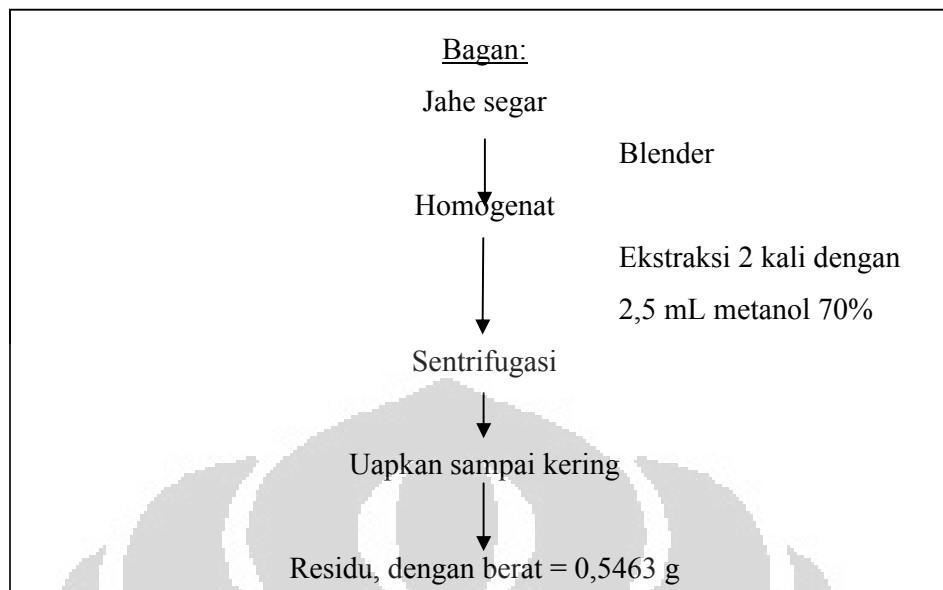 Bagan:
Jahe segar
Blender
Homogenat
Ekstraksi 2 kali dengan
2,5 mL metanol 70%
Sentrifugasi
Uapkan sampai kering
Residu, dengan berat = 0,5463 g